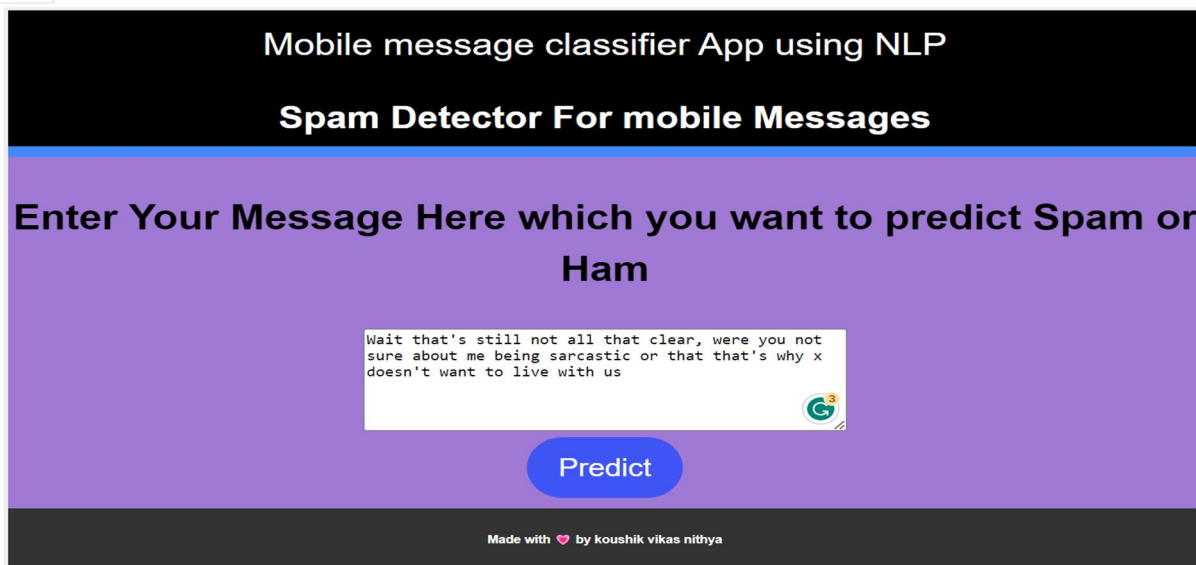 Mobile message classifier App using NLP
Spam Detector For mobile Messages
Enter Your Message Here which you want to predict Spam or
Ham
Wait that's still not all that clear, were you not
sure about me being sarcastic or that that's why x
doesn't want to live with us
3
Predict
Made with 💗 by koushik vikas nithya